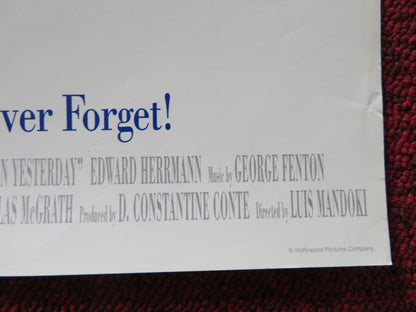 ver Forget!
N YESTERDAY" EDWARD HERRMANN Music by GEORGE FENTON
LAS McGRATH Produced by D. CONSTANTINE CONTE Directed by LUIS MANDOKI
© Hollywood Pictures Company